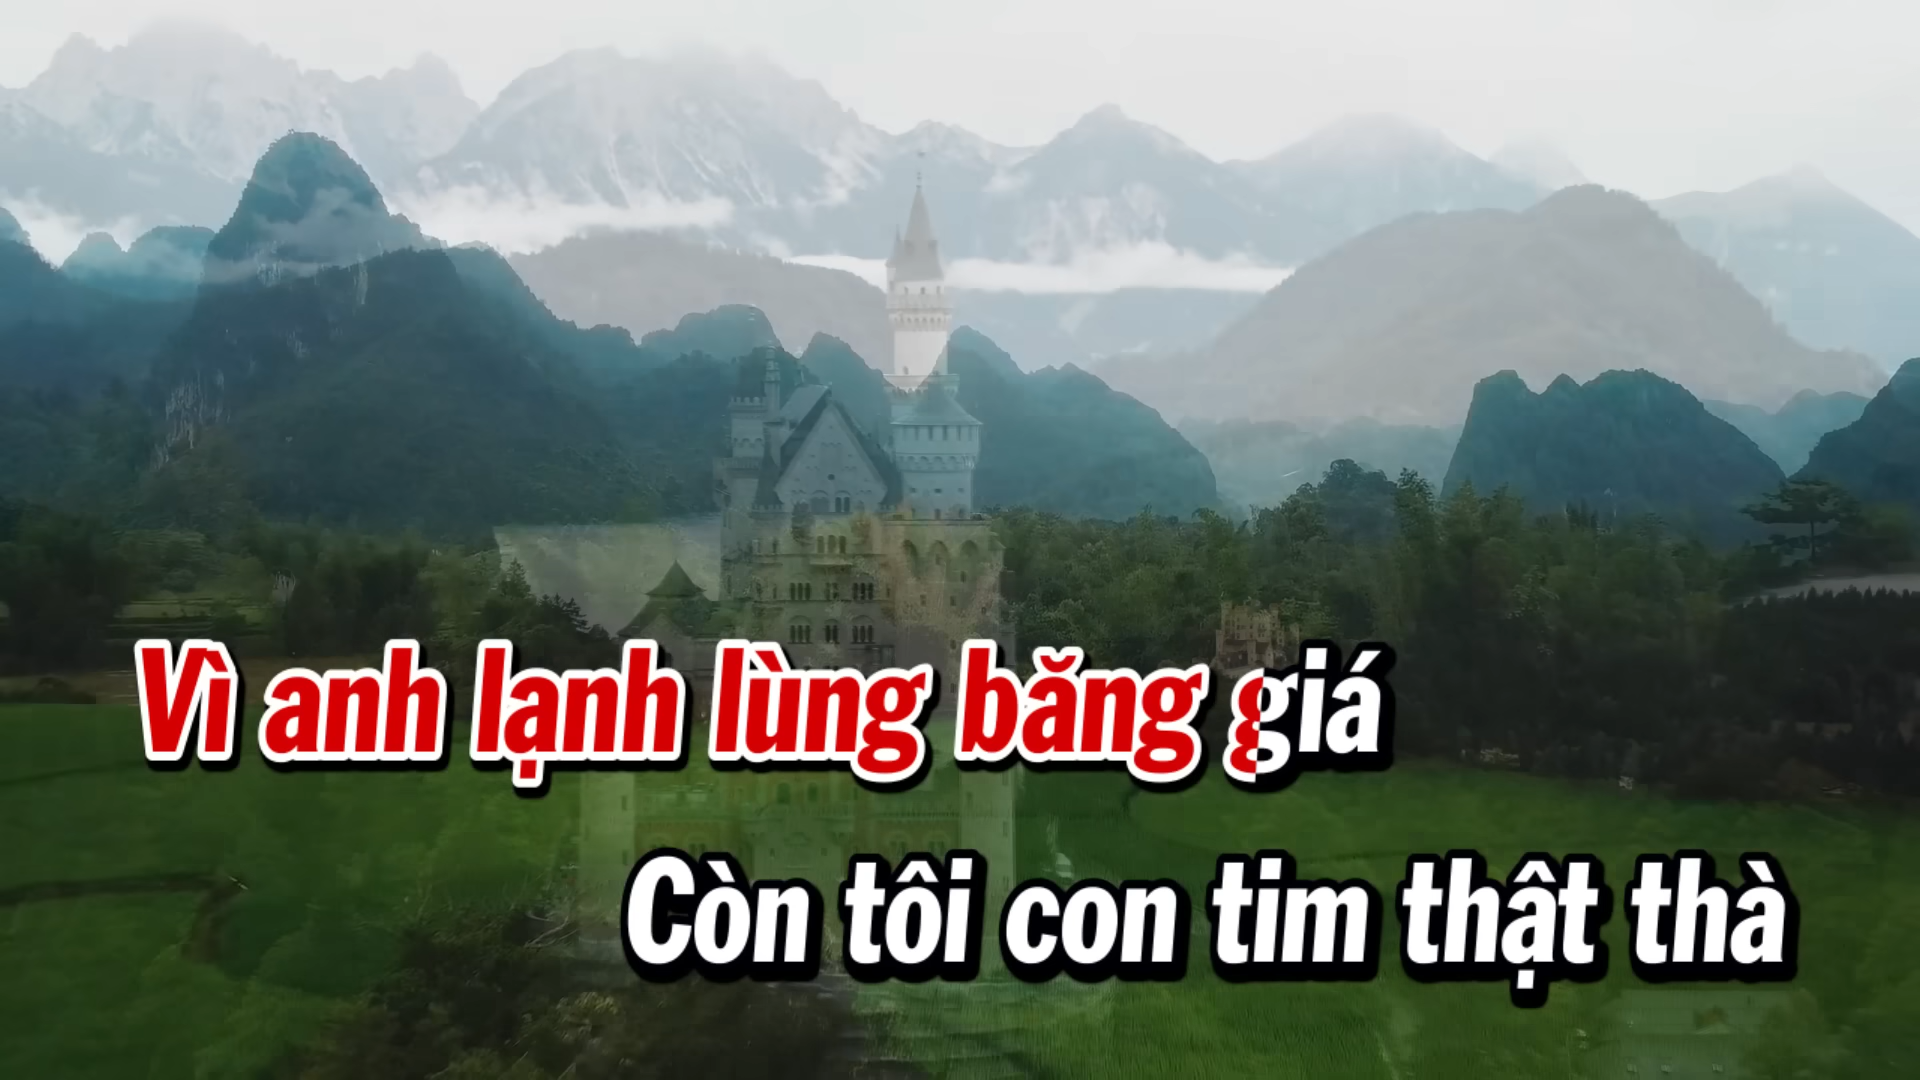 Vì anh lạnh lùng băng giá
Còn tôi con tim thật thà